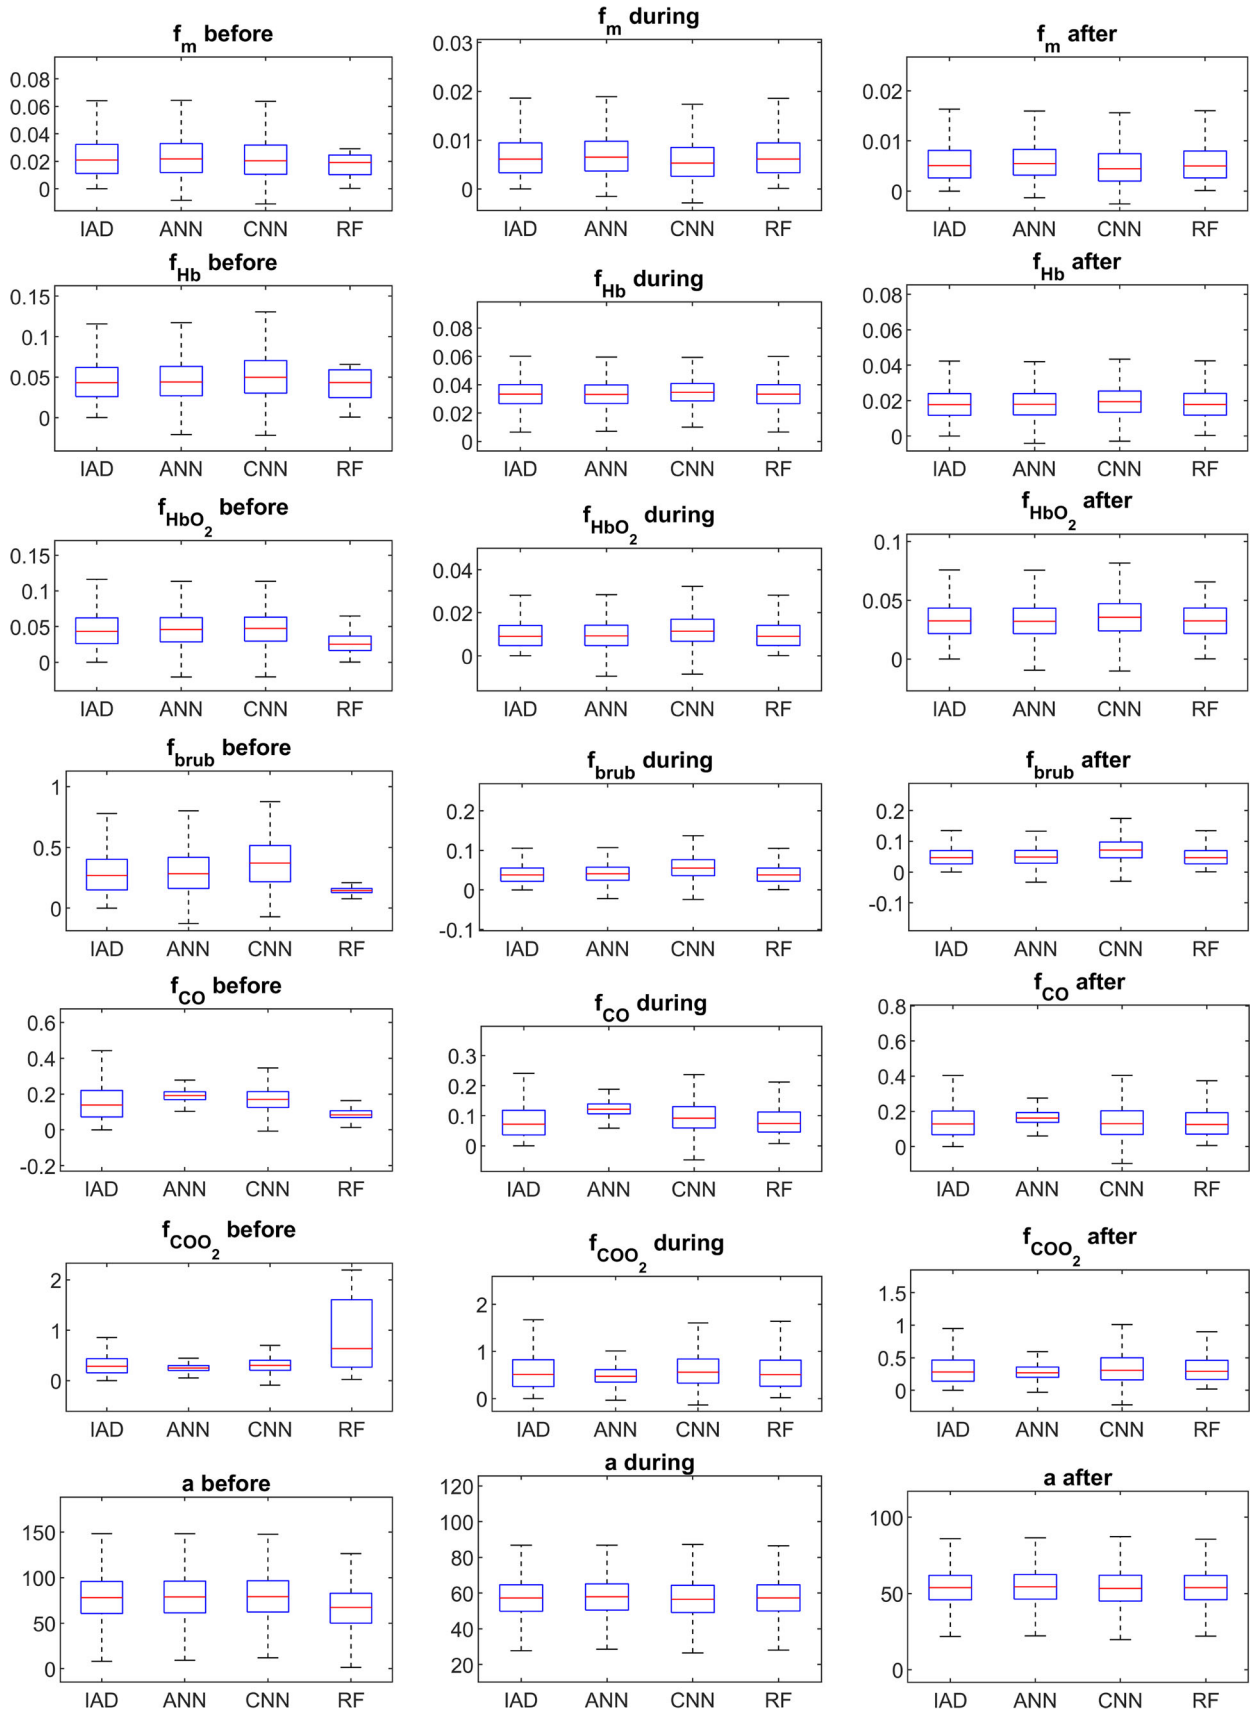 f_m before
0.08
0.06
0.04
0.02
0
IAD ANN CNN RF
f_m during
0.03
0.02
0.01
0
IAD ANN CNN RF
f_m after
0.02
0.01
0
IAD ANN CNN RF
f_Hb before
0.15
0.1
0.05
0
IAD ANN CNN RF
f_Hb during
0.08
0.06
0.04
0.02
0
IAD ANN CNN RF
f_Hb after
0.08
0.06
0.04
0.02
0
IAD ANN CNN RF
f_HbO2 before
0.15
0.1
0.05
0
IAD ANN CNN RF
f_HbO2 during
0.04
0.02
0
IAD ANN CNN RF
f_HbO2 after
0.1
0.05
0
IAD ANN CNN RF
f_brub before
1
0.5
0
IAD ANN CNN RF
f_brub during
0.2
0.1
0
-0.1
IAD ANN CNN RF
f_brub after
0.2
0.1
0
-0.1
IAD ANN CNN RF
f_CO before
0.6
0.4
0.2
0
-0.2
IAD ANN CNN RF
f_CO during
0.3
0.2
0.1
0
IAD ANN CNN RF
f_CO after
0.8
0.6
0.4
0.2
0
IAD ANN CNN RF
f_COO2 before
2
1
0
IAD ANN CNN RF
f_COO2 during
2
1
0
IAD ANN CNN RF
f_COO2 after
1.5
1
0.5
0
IAD ANN CNN RF
a before
150
100
50
0
IAD ANN CNN RF
a during
120
100
80
60
40
20
IAD ANN CNN RF
a after
100
50
0
IAD ANN CNN RF